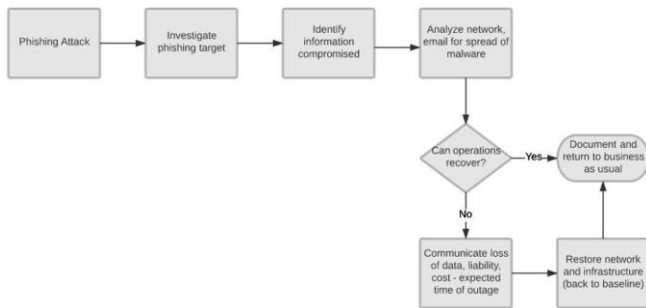 Phishing Attack
Investigate
phishing target
Identify
information
compromised
Analyze network,
email for spread of
malware
Can operations
recover?
Yes
Document and
return to business
as usual
No
Communicate loss
of data, liability,
cost - expected
time of outage
Restore network
and infrastructure
(back to baseline)